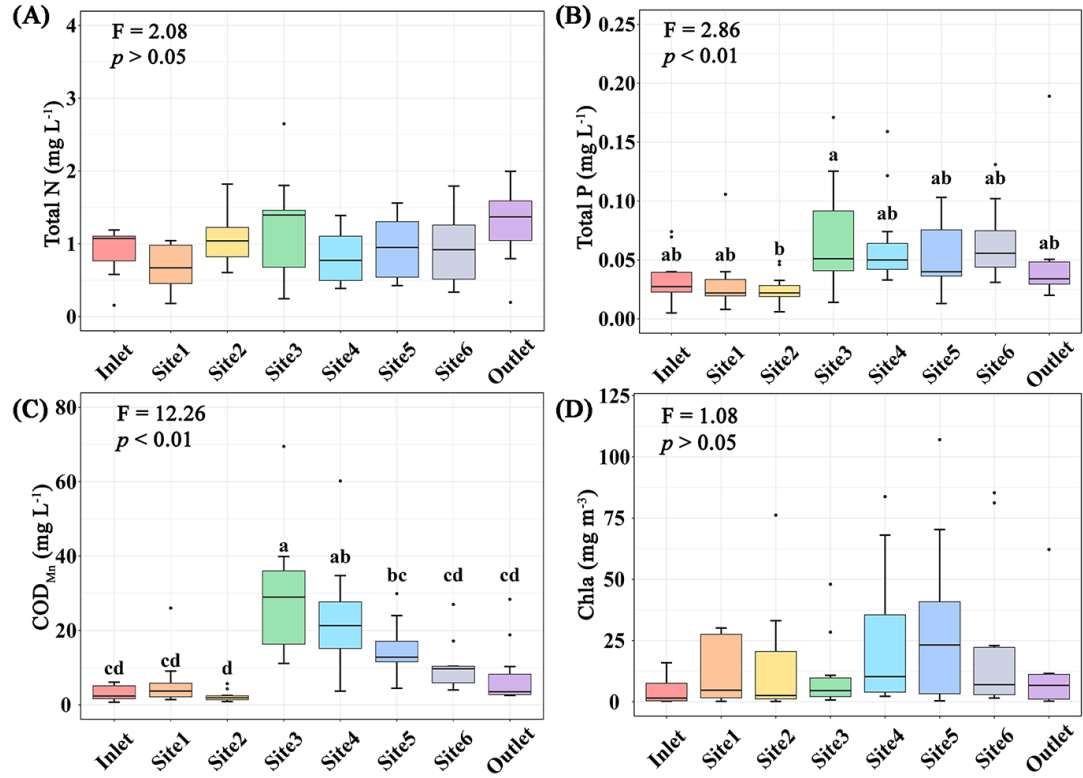 (A)
F = 2.08
p > 0.05
Total N (mg L-1)
4
3
2
1
0
Inlet
Site1
Site2
Site3
Site4
Site5
Site6
Outlet
(B)
F = 2.86
p < 0.01
Total P (mg L-1)
0.25
0.20
0.15
0.10
0.05
0.00
ab
ab
b
a
ab
ab
ab
ab
Inlet
Site1
Site2
Site3
Site4
Site5
Site6
Outlet
(C)
F = 12.26
p < 0.01
CODMn (mg L-1)
80
60
40
20
0
cd
cd
d
a
ab
bc
cd
cd
Inlet
Site1
Site2
Site3
Site4
Site5
Site6
Outlet
(D)
F = 1.08
p > 0.05
Chla (mg m-3)
125
100
75
50
25
0
Inlet
Site1
Site2
Site3
Site4
Site5
Site6
Outlet